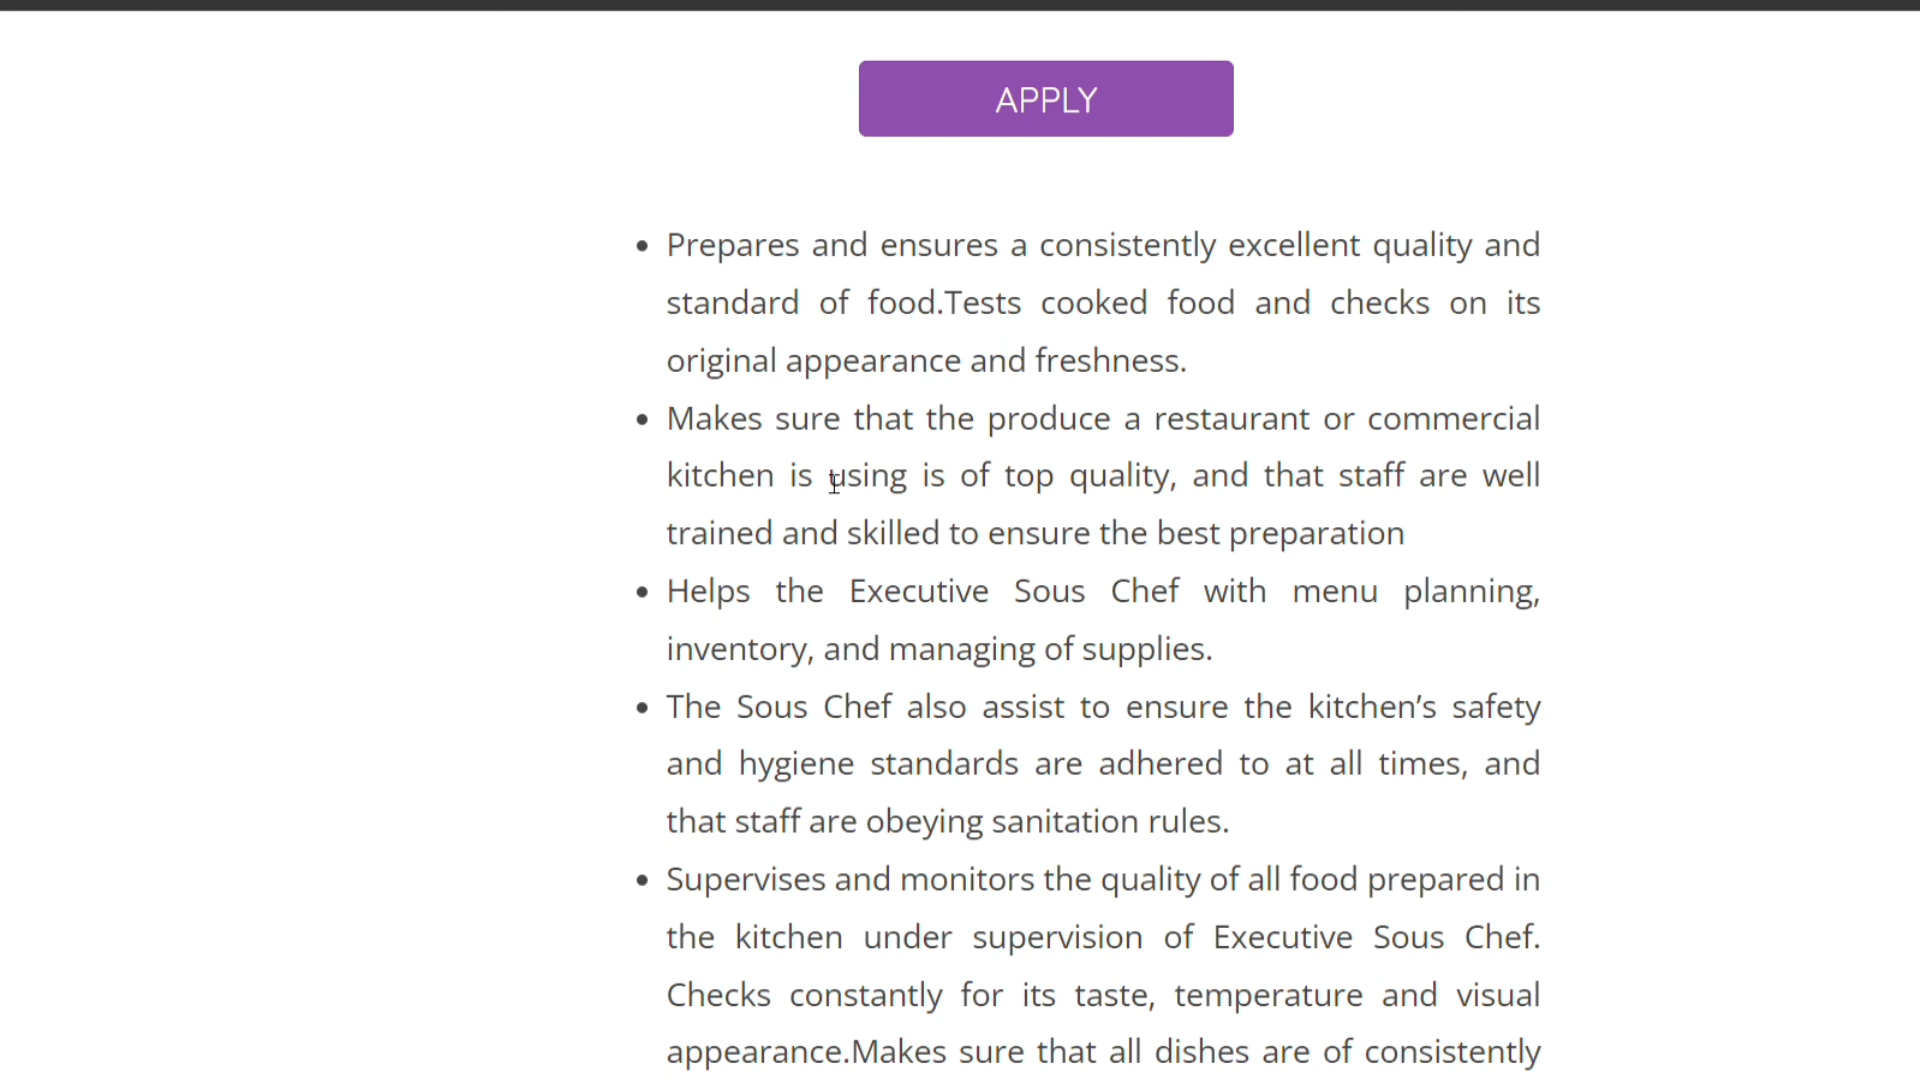 APPLY
Prepares and ensures a consistently excellent quality and
standard of food.Tests cooked food and checks on its
original appearance and freshness.
Makes sure that the produce a restaurant or commercial
kitchen is using is of top quality, and that staff are well
trained and skilled to ensure the best preparation
Helps the Executive Sous Chef with menu planning,
inventory, and managing of supplies.
The Sous Chef also assist to ensure the kitchen’s safety
and hygiene standards are adhered to at all times, and
that staff are obeying sanitation rules.
Supervises and monitors the quality of all food prepared in
the kitchen under supervision of Executive Sous Chef.
Checks constantly for its taste, temperature and visual
appearance.Makes sure that all dishes are of consistently